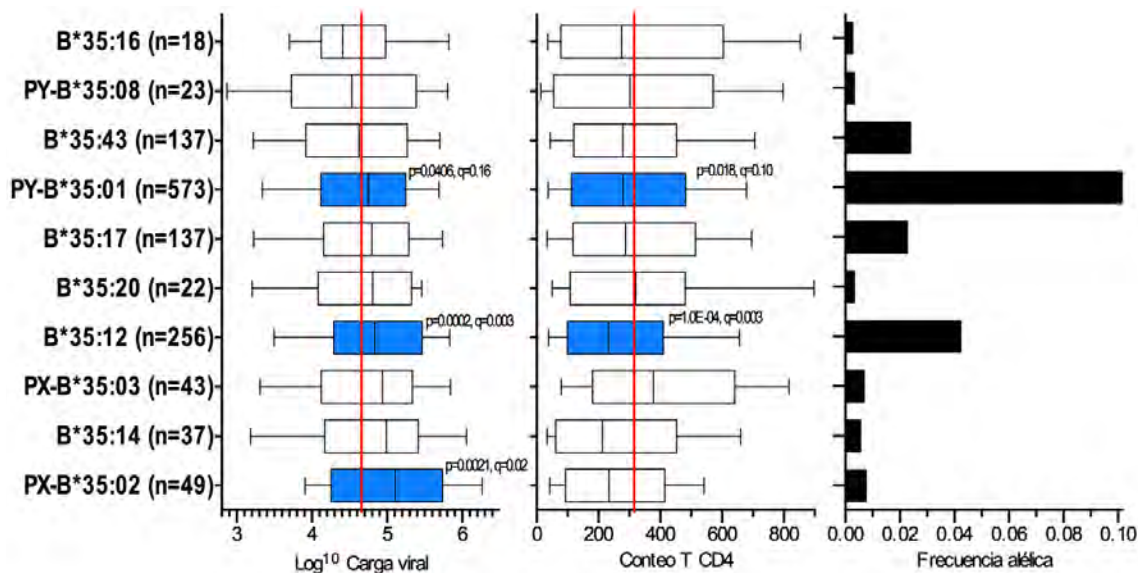 B*35:16 (n=18)
PY-B*35:08 (n=23)
B*35:43 (n=137)
p=0.0406, q=0.16
p=0.018, q=0.10
PY-B*35:01 (n=573)
B*35:17 (n=137)
B*35:20 (n=22)
p=0.0002, q=0.003
p=1.0E-04, q=0.003
B*35:12 (n=256)
PX-B*35:03 (n=43)
B*35:14 (n=37)
p=0.0021, q=0.02
PX-B*35:02 (n=49)
3 4 5 6
0 200 400 600 800
0.00 0.02 0.04 0.06 0.08 0.10
Log¹⁰ Carga viral
Conteo T CD4
Frecuencia alélica